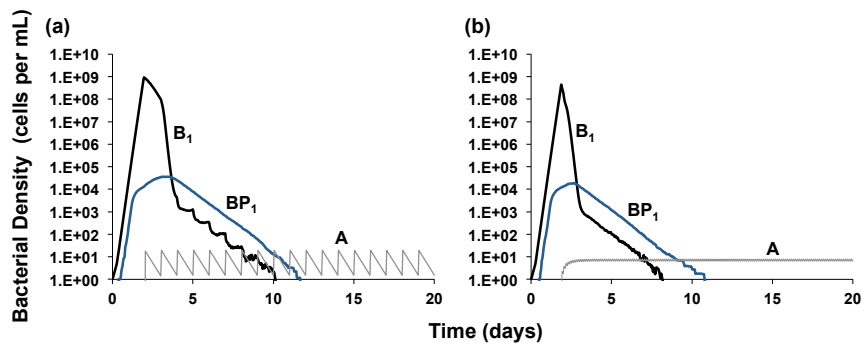 (a)
(b)
Bacterial Density (cells per mL)
1.E+10
1.E+09
1.E+08
1.E+07
1.E+06
1.E+05
1.E+04
1.E+03
1.E+02
1.E+01
1.E+00
B1
BP1
A
0 5 10 15 20
1.E+10
1.E+09
1.E+08
1.E+07
1.E+06
1.E+05
1.E+04
1.E+03
1.E+02
1.E+01
1.E+00
B1
BP1
A
0 5 10 15 20
Time (days)